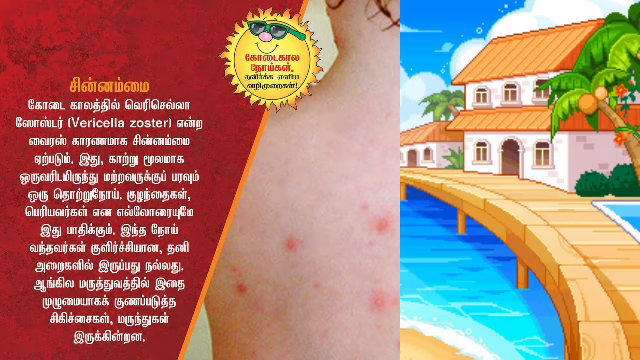 கோடைகால
நோய்கள்,
தவிர்க்க எளிய
வழிமுறைகள்!
சின்னம்மை
கோடை காலத்தில் வெரிசெல்லா
ஸோஸ்டர் (Vericella zoster) என்ற
வைரஸ் காரணமாக சின்னம்மை
ஏற்படும். இது, காற்று மூலமாக
ஒருவரிடமிருந்து மற்றவருக்குப் பரவும்
ஒரு தொற்றுநோய். குழந்தைகள்,
பெரியவர்கள் என எல்லோரையுமே
இது பாதிக்கும். இந்த நோய்
வந்தவர்கள் குளிர்ச்சியான, தனி
அறைகளில் இருப்பது நல்லது.
ஆங்கில மருத்துவத்தில் இதை
முழுமையாகக் குணப்படுத்த
சிகிச்சைகள், மருந்துகள்
இருக்கின்றன.